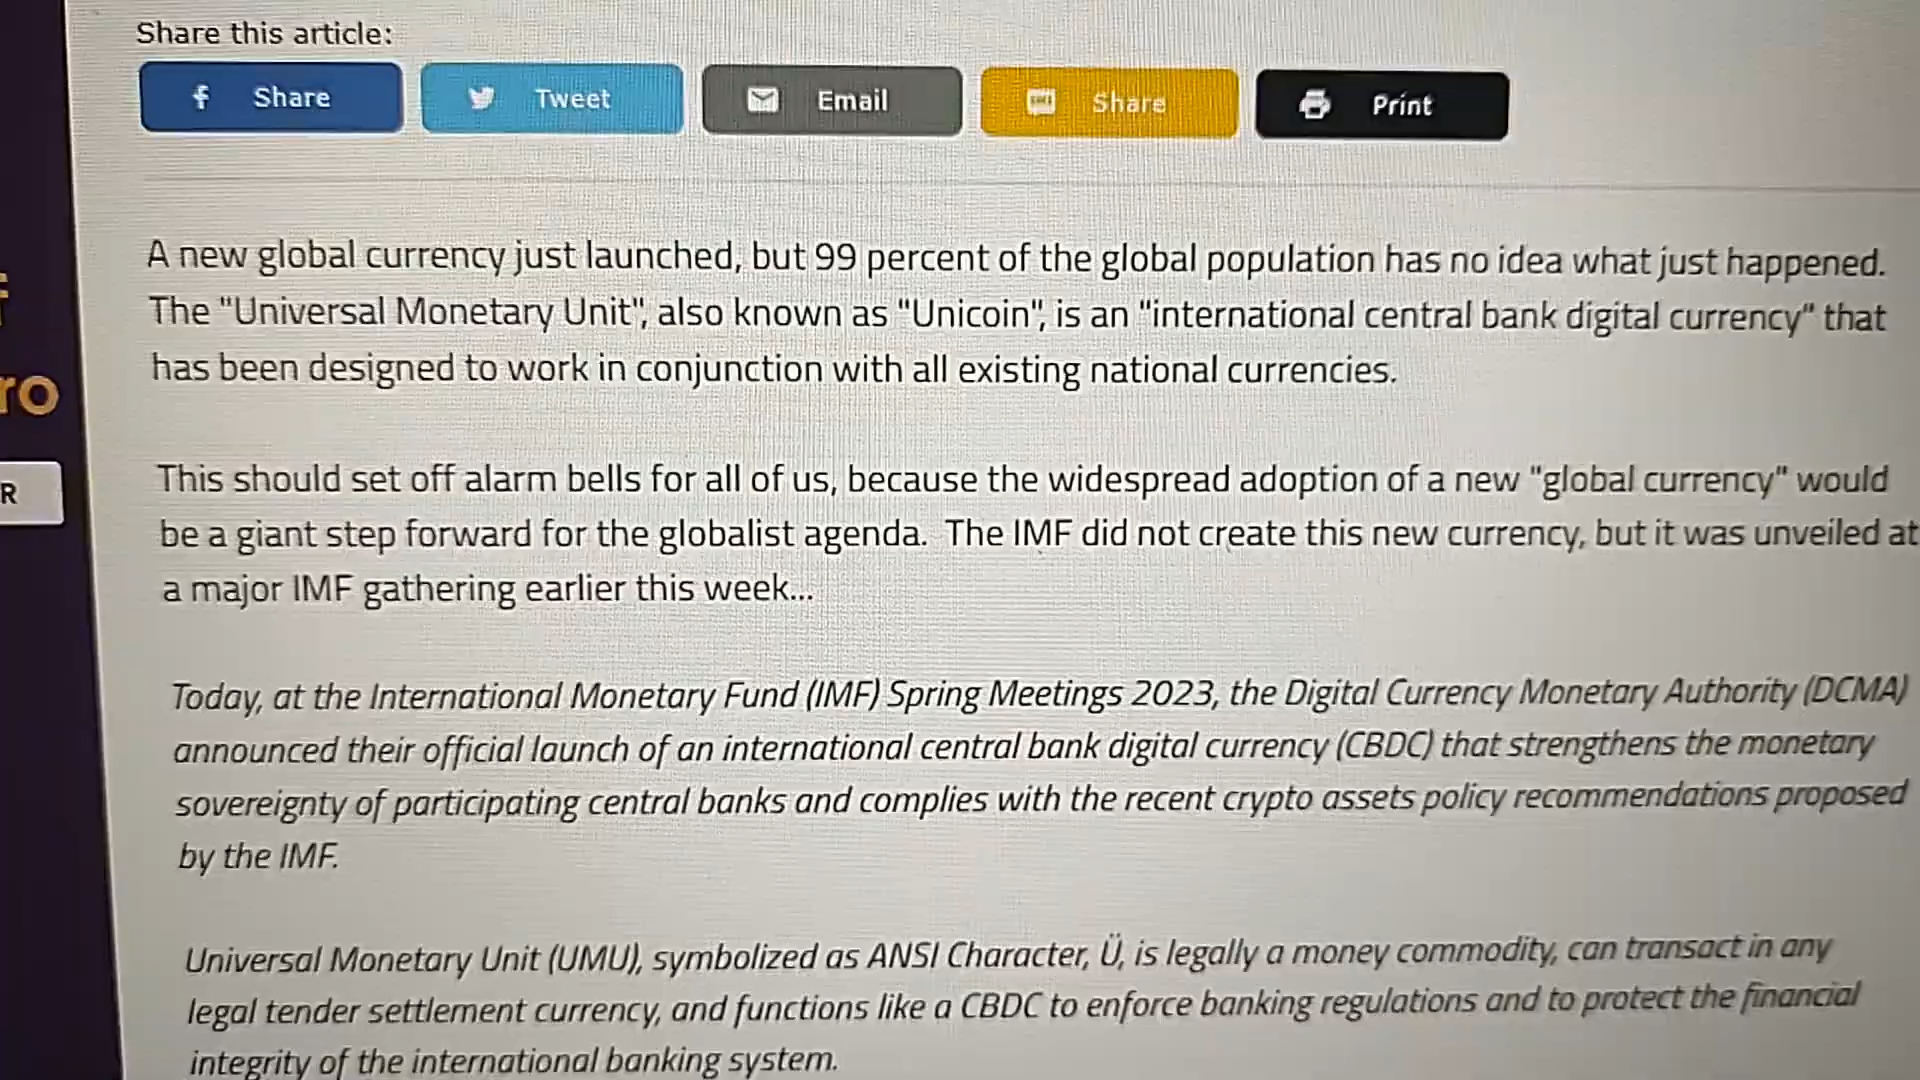 Share this article:
Share Tweet Email Share Print
A new global currency just launched, but 99 percent of the global population has no idea what just happened.
The "Universal Monetary Unit", also known as "Unicoin", is an "international central bank digital currency" that
has been designed to work in conjunction with all existing national currencies.
ro
R
This should set off alarm bells for all of us, because the widespread adoption of a new "global currency" would
be a giant step forward for the globalist agenda. The IMF did not create this new currency, but it was unveiled at
a major IMF gathering earlier this week...
Today, at the International Monetary Fund (IMF) Spring Meetings 2023, the Digital Currency Monetary Authority (DCMA)
announced their official launch of an international central bank digital currency (CBDC) that strengthens the monetary
sovereignty of participating central banks and complies with the recent crypto assets policy recommendations proposed
by the IMF.
Universal Monetary Unit (UMU), symbolized as ANSI Character, Ü, is legally a money commodity, can transact in any
legal tender settlement currency, and functions like a CBDC to enforce banking regulations and to protect the financial
integrity of the international banking system.